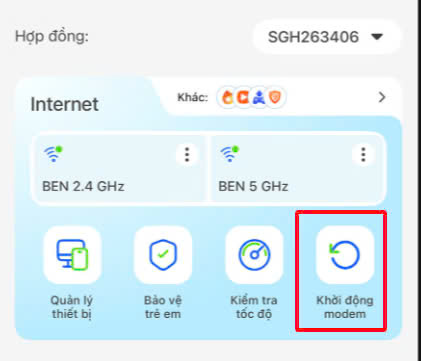 Hợp đồng:
SGH263406
Internet
Khác:
BEN 2.4 GHz
BEN 5 GHz
Quản lý
thiết bị
Bảo vệ
trẻ em
Kiểm tra
tốc độ
Khởi động
modem